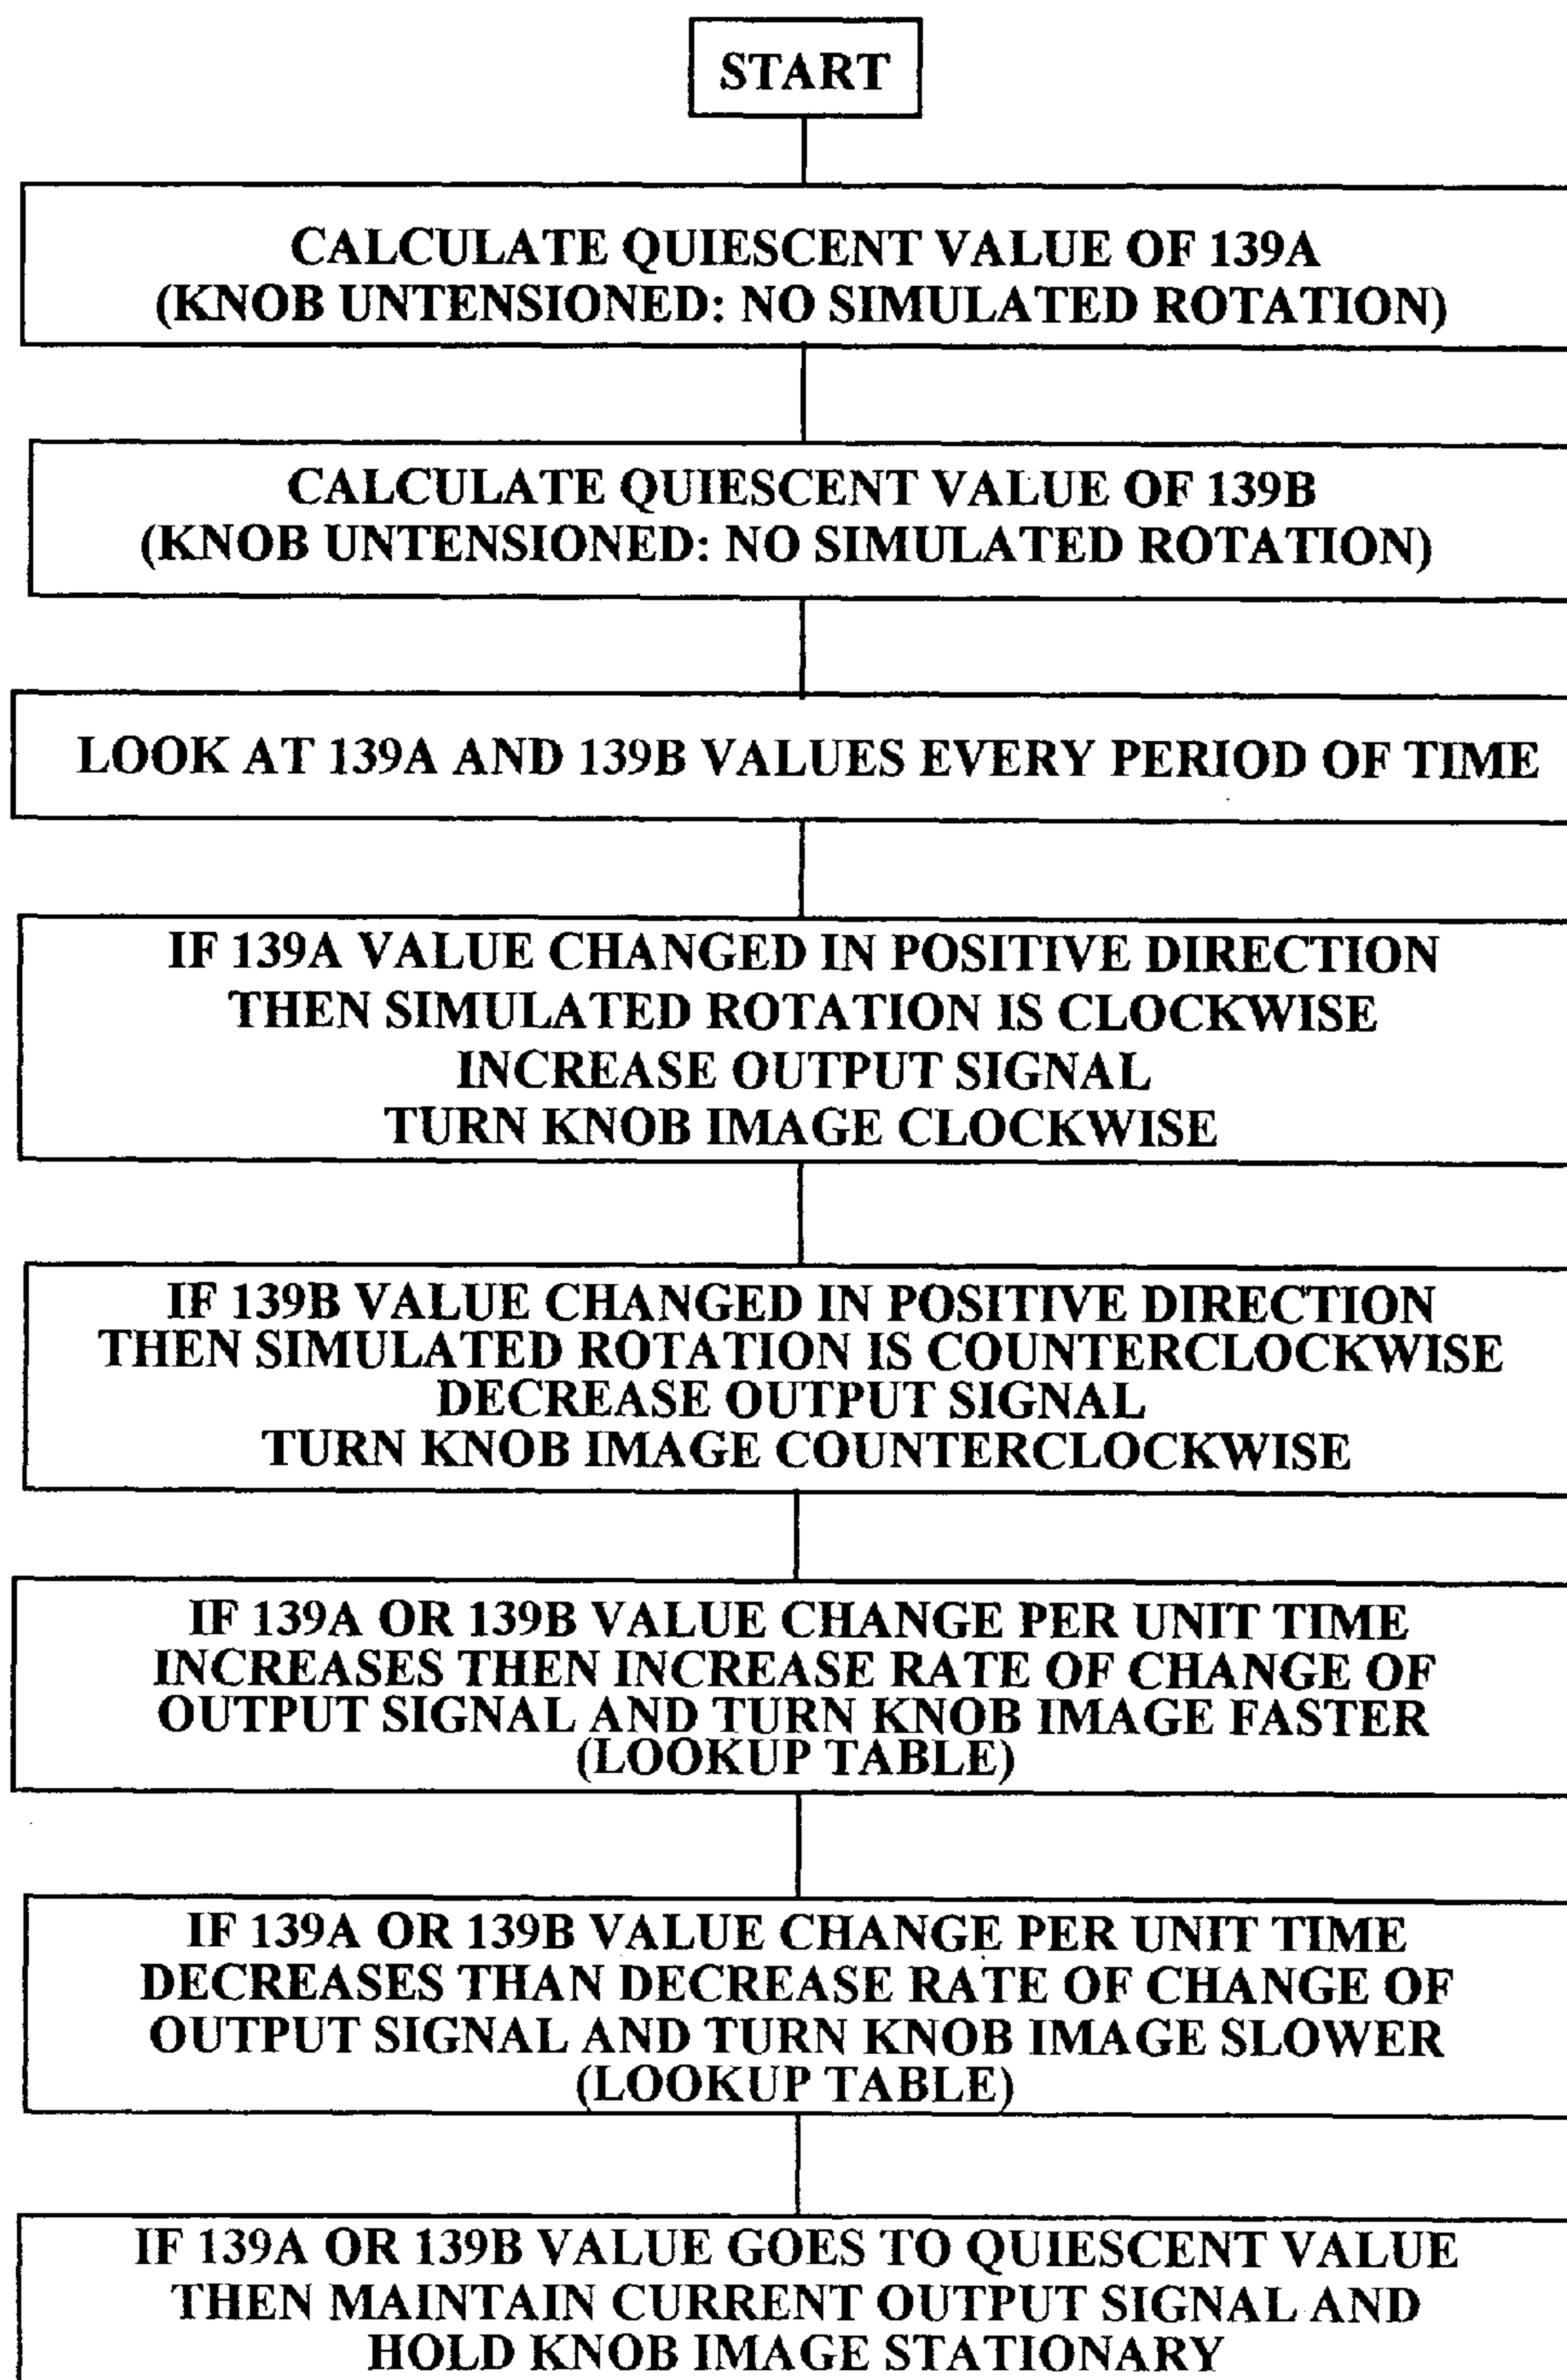 START
CALCULATE QUIESCENT VALUE OF 139A
(KNOB UNTENSIONED: NO SIMULATED ROTATION)
CALCULATE QUIESCENT VALUE OF 139B
(KNOB UNTENSIONED: NO SIMULATED ROTATION)
LOOK AT 139A AND 139B VALUES EVERY PERIOD OF TIME
IF 139A VALUE CHANGED IN POSITIVE DIRECTION
THEN SIMULATED ROTATION IS CLOCKWISE
INCREASE OUTPUT SIGNAL
TURN KNOB IMAGE CLOCKWISE
IF 139B VALUE CHANGED IN POSITIVE DIRECTION
THEN SIMULATED ROTATION IS COUNTERCLOCKWISE
DECREASE OUTPUT SIGNAL
TURN KNOB IMAGE COUNTERCLOCKWISE
IF 139A OR 139B VALUE CHANGE PER UNIT TIME
INCREASES THEN INCREASE RATE OF CHANGE OF
OUTPUT SIGNAL AND TURN KNOB IMAGE FASTER
(LOOKUP TABLE)
IF 139A OR 139B VALUE CHANGE PER UNIT TIME
DECREASES THAN DECREASE RATE OF CHANGE OF
OUTPUT SIGNAL AND TURN KNOB IMAGE SLOWER
(LOOKUP TABLE)
IF 139A OR 139B VALUE GOES TO QUIESCENT VALUE
THEN MAINTAIN CURRENT OUTPUT SIGNAL AND
HOLD KNOB IMAGE STATIONARY